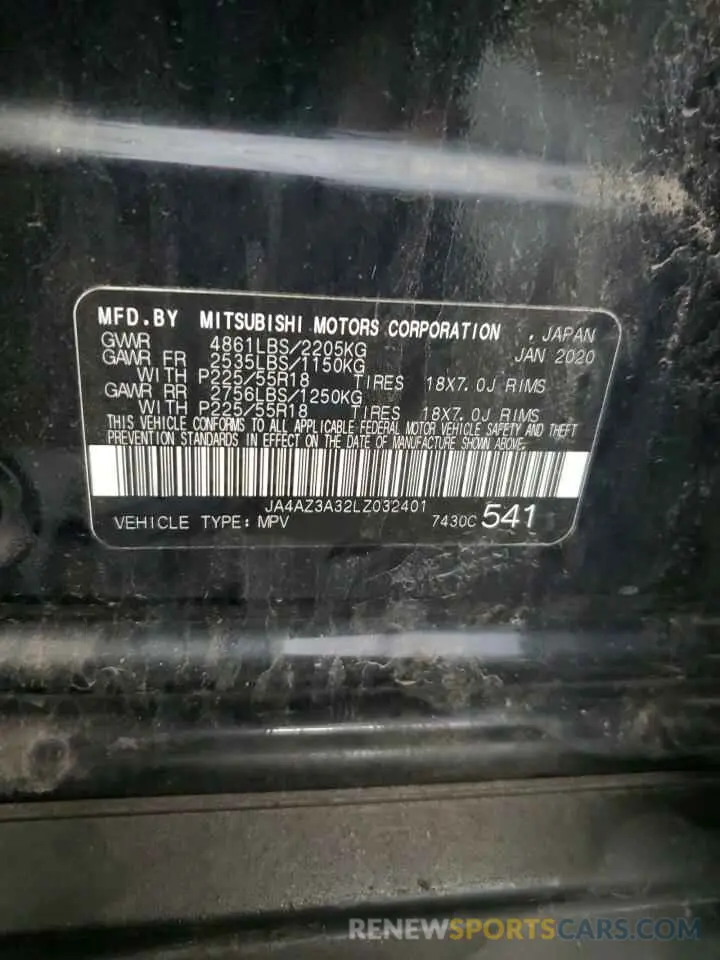 MFD.BY MITSUBISHI MOTORS CORPORATION , JAPAN
GVWR 4861LBS/2205KG JAN 2020
GAWR FR 2535LBS/1150KG
WITH P225/55R18 TIRES 18X7.0J RIMS
GAWR RR 2756LBS/1250KG
WITH P225/55R18 TIRES 18X7.0J RIMS
THIS VEHICLE CONFORMS TO ALL APPLICABLE FEDERAL MOTOR VEHICLE SAFETY AND THEFT
PREVENTION STANDARDS IN EFFECT ON THE DATE OF MANUFACTURE SHOWN ABOVE.
JA4AZ3A32LZ032401
VEHICLE TYPE: MPV 7430C 541
RENEWSPORTSCARS.COM